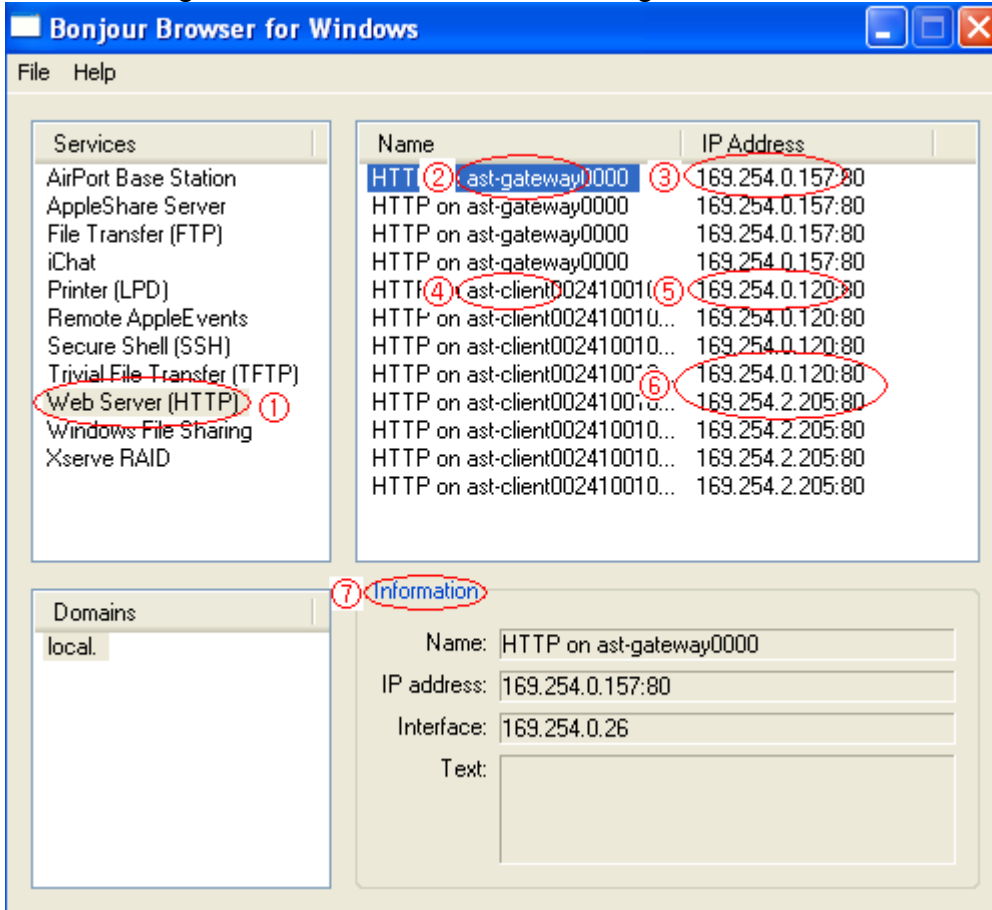 Bonjour Browser for Windows
File Help
Services
AirPort Base Station
AppleShare Server
File Transfer (FTP)
iChat
Printer (LPD)
Remote AppleEvents
Secure Shell (SSH)
Trivial File Transfer (TFTP)
Web Server (HTTP) ①
Windows File Sharing
Xserve RAID
Name IP Address
② ast-gateway0000 ③ 169.254.0.157:80
HTTP on ast-gateway0000 169.254.0.157:80
HTTP on ast-gateway0000 169.254.0.157:80
HTTP on ast-gateway0000 169.254.0.157:80
④ ast-client002410010 ⑤ 169.254.0.120:80
HTTP on ast-client002410010... 169.254.0.120:80
HTTP on ast-client002410010... 169.254.0.120:80
HTTP on ast-client002410010 ⑥ 169.254.0.120:80
HTTP on ast-client002410010... 169.254.2.205:80
HTTP on ast-client002410010... 169.254.2.205:80
HTTP on ast-client002410010... 169.254.2.205:80
HTTP on ast-client002410010... 169.254.2.205:80
Domains
local.
⑦ Information
Name: HTTP on ast-gateway0000
IP address: 169.254.0.157:80
Interface: 169.254.0.26
Text: